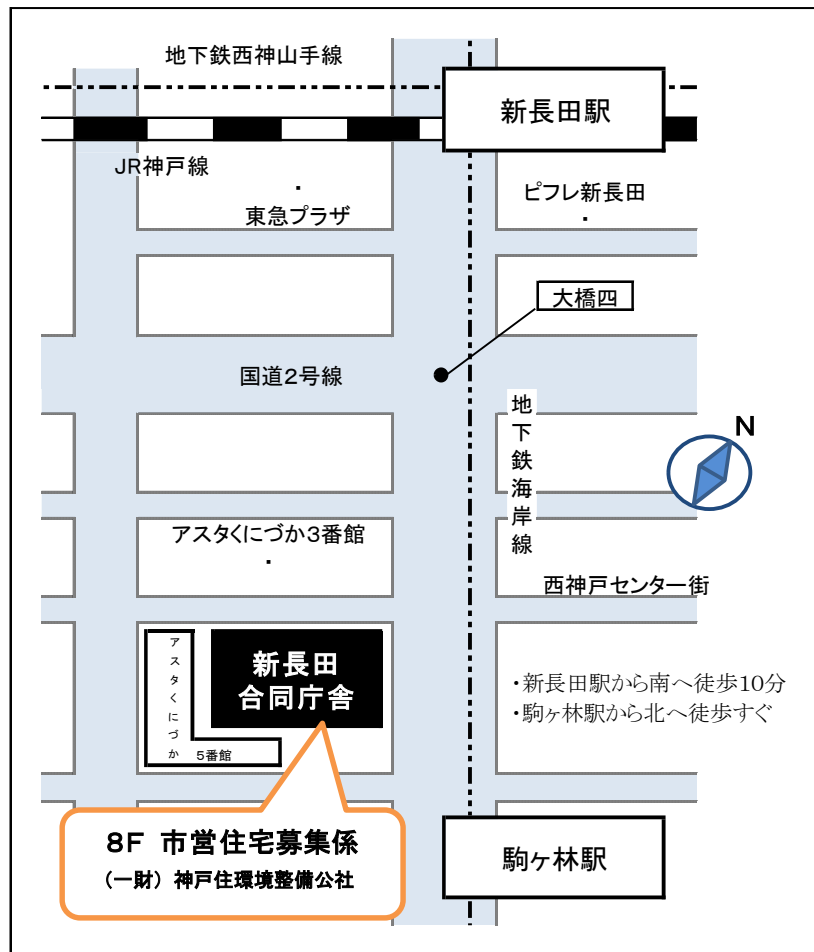 地下鉄西神山手線
新長田駅
JR神戸線
東急プラザ
ピフレ新長田
大橋四
国道2号線
地下鉄海岸線
N
アスタくにづか3番館
西神戸センター街
アスタくにづか
5番館
新長田
合同庁舎
・新長田駅から南へ徒歩10分
・駒ヶ林駅から北へ徒歩すぐ
8F 市営住宅募集係
(一財) 神戸住環境整備公社
駒ヶ林駅